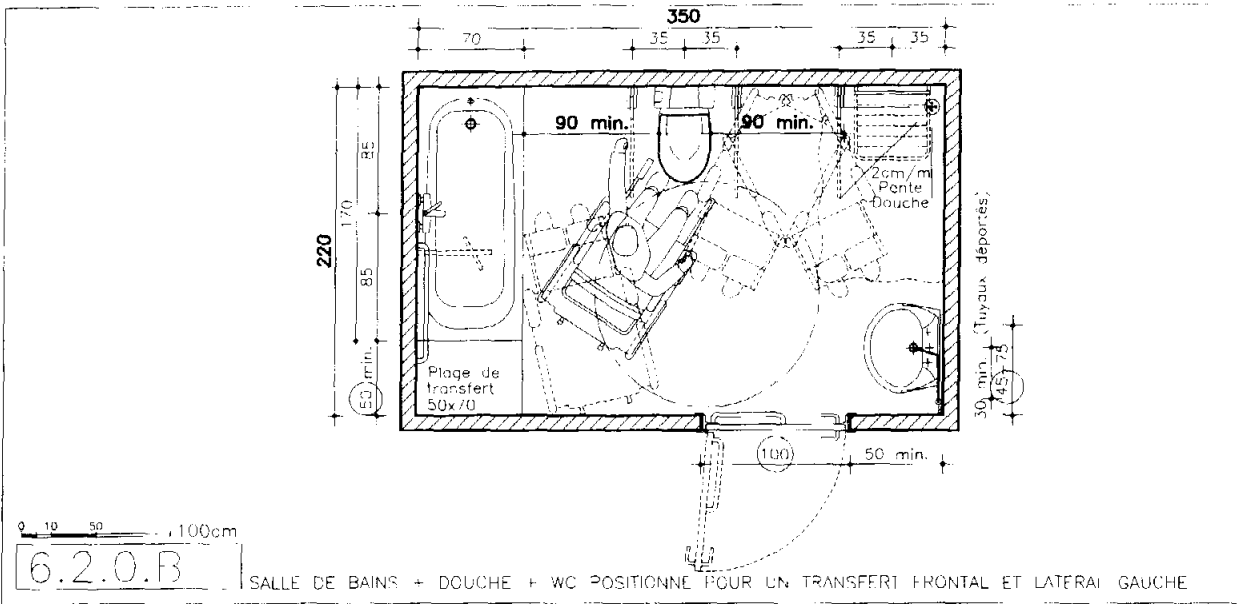 350
70
35
35
35
35
90 min.
90 min.
2cm/m
Pente
Douche
85
170
220
85
50 min.
Plage de
transfert
50x70
(Tuyaux déportés)
30 min.
45
75
100
50 min.
0 10 50 100cm
6.2.0.B
SALLE DE BAINS + DOUCHE + WC POSITIONNE POUR UN TRANSFERT FRONTAL ET LATERAL GAUCHE